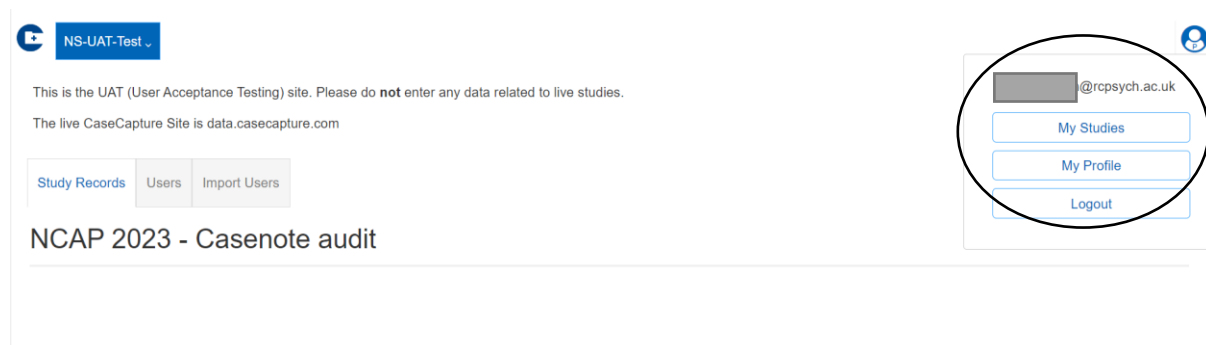 NS-UAT-Test
P
@rcpsych.ac.uk
This is the UAT (User Acceptance Testing) site. Please do not enter any data related to live studies.
My Studies
The live CaseCapture Site is data.casecapture.com
My Profile
Study Records Users Import Users
Logout
NCAP 2023 - Casenote audit